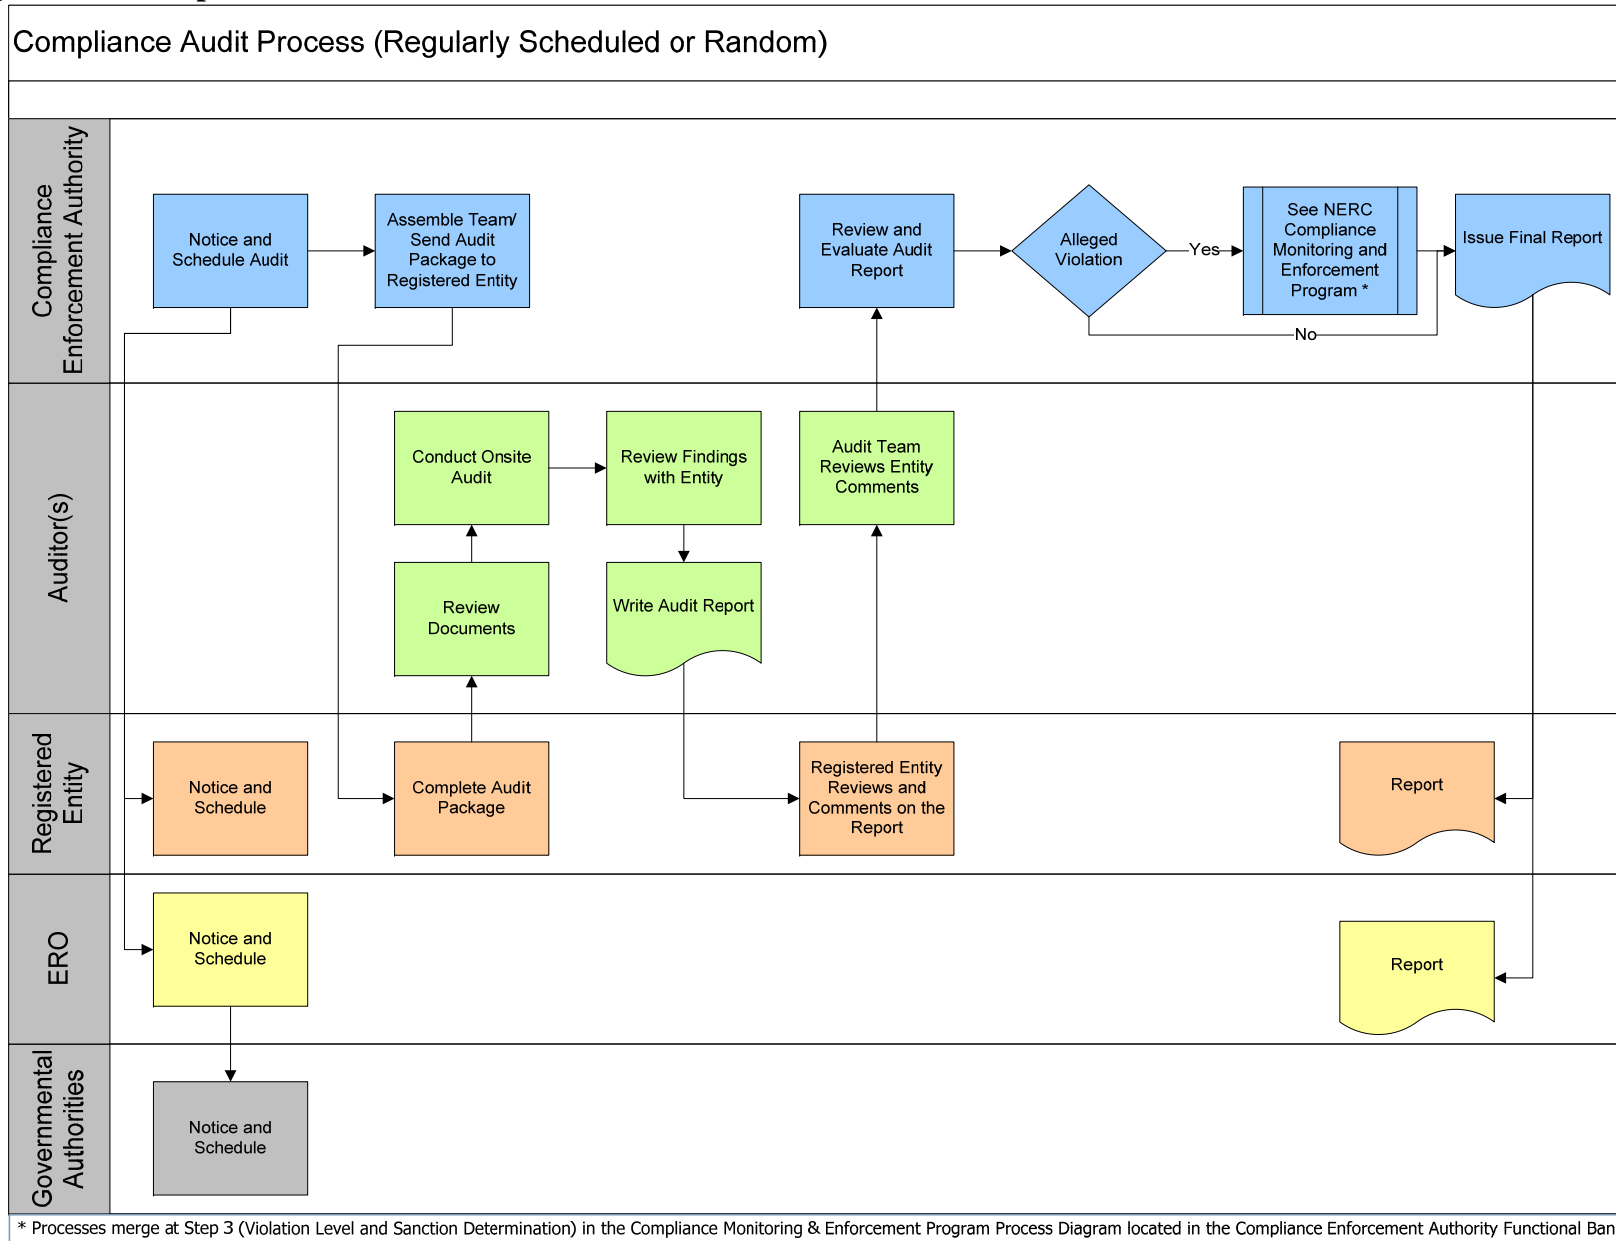 Compliance Audit Process (Regularly Scheduled or Random)
Compliance
Enforcement Authority
Notice and
Schedule Audit
Assemble Team/
Send Audit
Package to
Registered Entity
Review and
Evaluate Audit
Report
Alleged
Violation
Yes
See NERC
Compliance
Monitoring and
Enforcement
Program *
Issue Final Report
No
Auditor(s)
Conduct Onsite
Audit
Review Findings
with Entity
Audit Team
Reviews Entity
Comments
Review
Documents
Write Audit Report
Registered
Entity
Notice and
Schedule
Complete Audit
Package
Registered Entity
Reviews and
Comments on the
Report
Report
ERO
Notice and
Schedule
Report
Governmental
Authorities
Notice and
Schedule
* Processes merge at Step 3 (Violation Level and Sanction Determination) in the Compliance Monitoring & Enforcement Program Process Diagram located in the Compliance Enforcement Authority Functional Ban